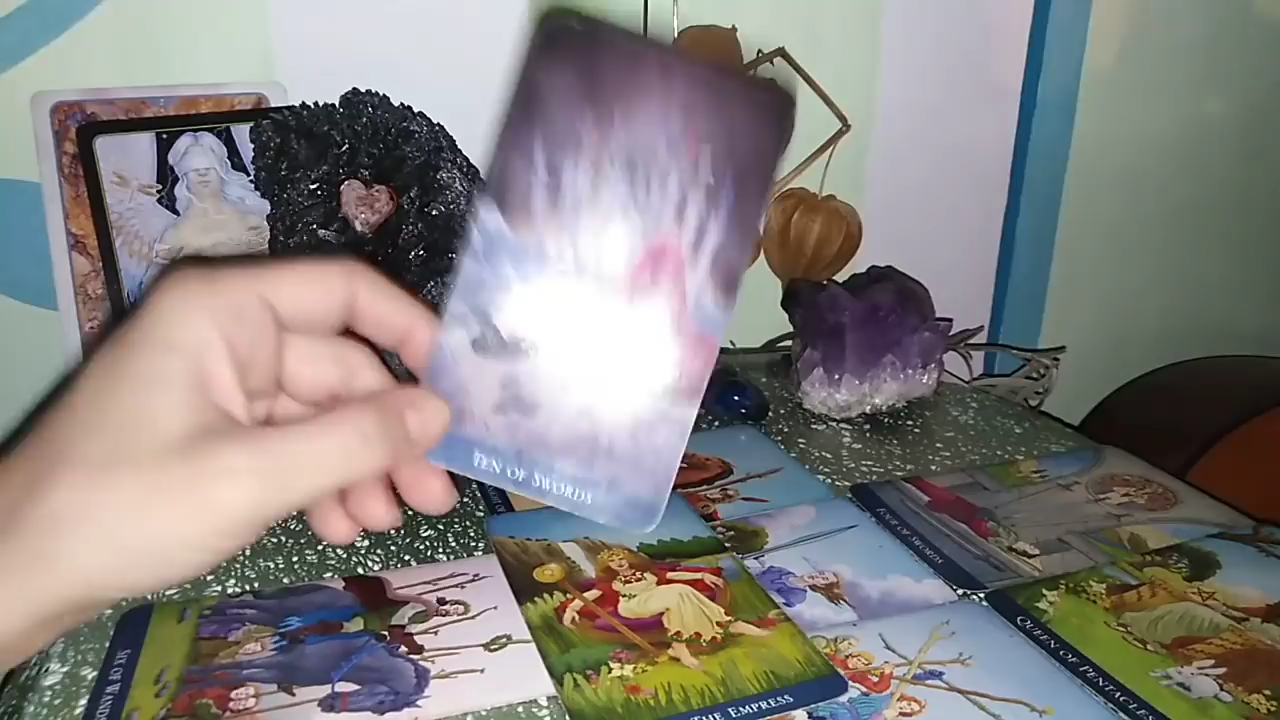 TEN OF SWORDS
FOUR OF SWORDS
SIX OF WANDS
THE EMPRESS
QUEEN OF PENTACLES